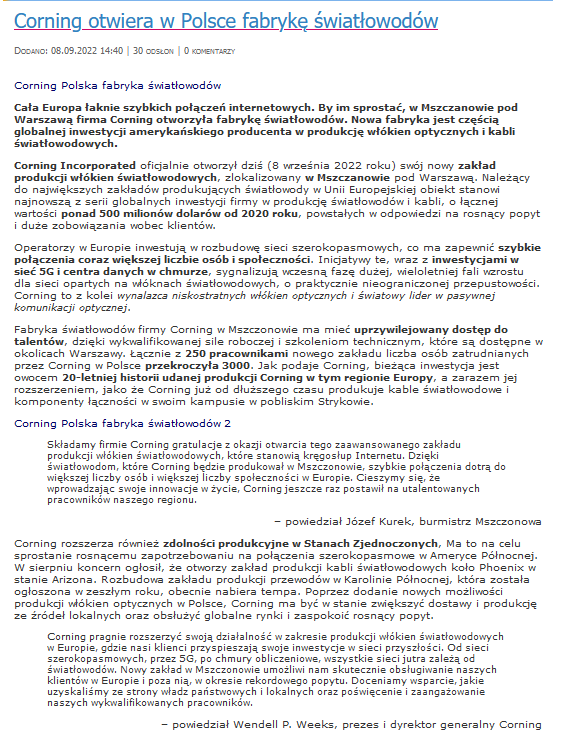 Corning otwiera w Polsce fabrykę światłowodów
Dodano: 08.09.2022 14:40 | 30 odsłon | 0 komentarzy
Corning Polska fabryka światłowodów
Cała Europa łaknie szybkich połączeń internetowych. By im sprostać, w Mszczanowie pod
Warszawą firma Corning otworzyła fabrykę światłowodów. Nowa fabryka jest częścią
globalnej inwestycji amerykańskiego producenta w produkcję włókien optycznych i kabli
światłowodowych.
Corning Incorporated oficjalnie otworzył dziś (8 września 2022 roku) swój nowy zakład
produkcji włókien światłowodowych, zlokalizowany w Mszczanowie pod Warszawą. Należący
do największych zakładów produkujących światłowody w Unii Europejskiej obiekt stanowi
najnowszą z serii globalnych inwestycji firmy w produkcję światłowodów i kabli, o łącznej
wartości ponad 500 milionów dolarów od 2020 roku, powstałych w odpowiedzi na rosnący popyt
i duże zobowiązania wobec klientów.
Operatorzy w Europie inwestują w rozbudowę sieci szerokopasmowych, co ma zapewnić szybkie
połączenia coraz większej liczbie osób i społeczności. Inicjatywy te, wraz z inwestycjami w
sieć 5G i centra danych w chmurze, sygnalizują wczesną fazę dużej, wieloletniej fali wzrostu
dla sieci opartych na włóknach światłowodowych, o praktycznie nieograniczonej przepustowości.
Corning to z kolei wynalazca niskostratnych włókien optycznych i światowy lider w pasywnej
komunikacji optycznej.
Fabryka światłowodów firmy Corning w Mszczonowie ma mieć uprzywilejowany dostęp do
talentów, dzięki wykwalifikowanej sile roboczej i szkoleniom technicznym, które są dostępne w
okolicach Warszawy. Łącznie z 250 pracownikami nowego zakładu liczba osób zatrudnianych
przez Corning w Polsce przekroczyła 3000. Jak podaje Corning, bieżąca inwestycja jest
owocem 20-letniej historii udanej produkcji Corning w tym regionie Europy, a zarazem jej
rozszerzeniem, jako że Corning już od dłuższego czasu produkuje kable światłowodowe i
komponenty łączności w swoim kampusie w pobliskim Strykowie.
Corning Polska fabryka światłowodów 2
Składamy firmie Corning gratulacje z okazji otwarcia tego zaawansowanego zakładu
produkcji włókien światłowodowych, które stanowią kręgosłup Internetu. Dzięki
światłowodom, które Corning będzie produkował w Mszczonowie, szybkie połączenia dotrą do
większej liczby osób i większej liczby społeczności w Europie. Cieszymy się, że
wprowadzając swoje innowacje w życie, Corning jeszcze raz postawił na utalentowanych
pracowników naszego regionu.
– powiedział Józef Kurek, burmistrz Mszczonowa
Corning rozszerza również zdolności produkcyjne w Stanach Zjednoczonych, Ma to na celu
sprostanie rosnącemu zapotrzebowaniu na połączenia szerokopasmowe w Ameryce Północnej.
W sierpniu koncern ogłosił, że otworzy zakład produkcji kabli światłowodowych koło Phoenix w
stanie Arizona. Rozbudowa zakładu produkcji przewodów w Karolinie Północnej, która została
ogłoszona w zeszłym roku, obecnie nabiera tempa. Poprzez dodanie nowych możliwości
produkcji włókien optycznych w Polsce, Corning ma być w stanie zwiększyć dostawy i produkcję
ze źródeł lokalnych oraz obsłużyć globalne rynki i zaspokoić rosnący popyt.
Corning pragnie rozszerzyć swoją działalność w zakresie produkcji włókien światłowodowych
w Europie, gdzie nasi klienci przyspieszają swoje inwestycje w sieci przyszłości. Od sieci
szerokopasmowych, przez 5G, po chmury obliczeniowe, wszystkie sieci jutra zależą od
światłowodów. Nowy zakład w Mszczonowie umożliwi nam skutecznie obsługiwanie naszych
klientów w Europie i poza nią, w okresie rekordowego popytu. Doceniamy wsparcie, jakie
uzyskaliśmy ze strony władz państwowych i lokalnych oraz poświęcenie i zaangażowanie
naszych wykwalifikowanych pracowników.
– powiedział Wendell P. Weeks, prezes i dyrektor generalny Corning